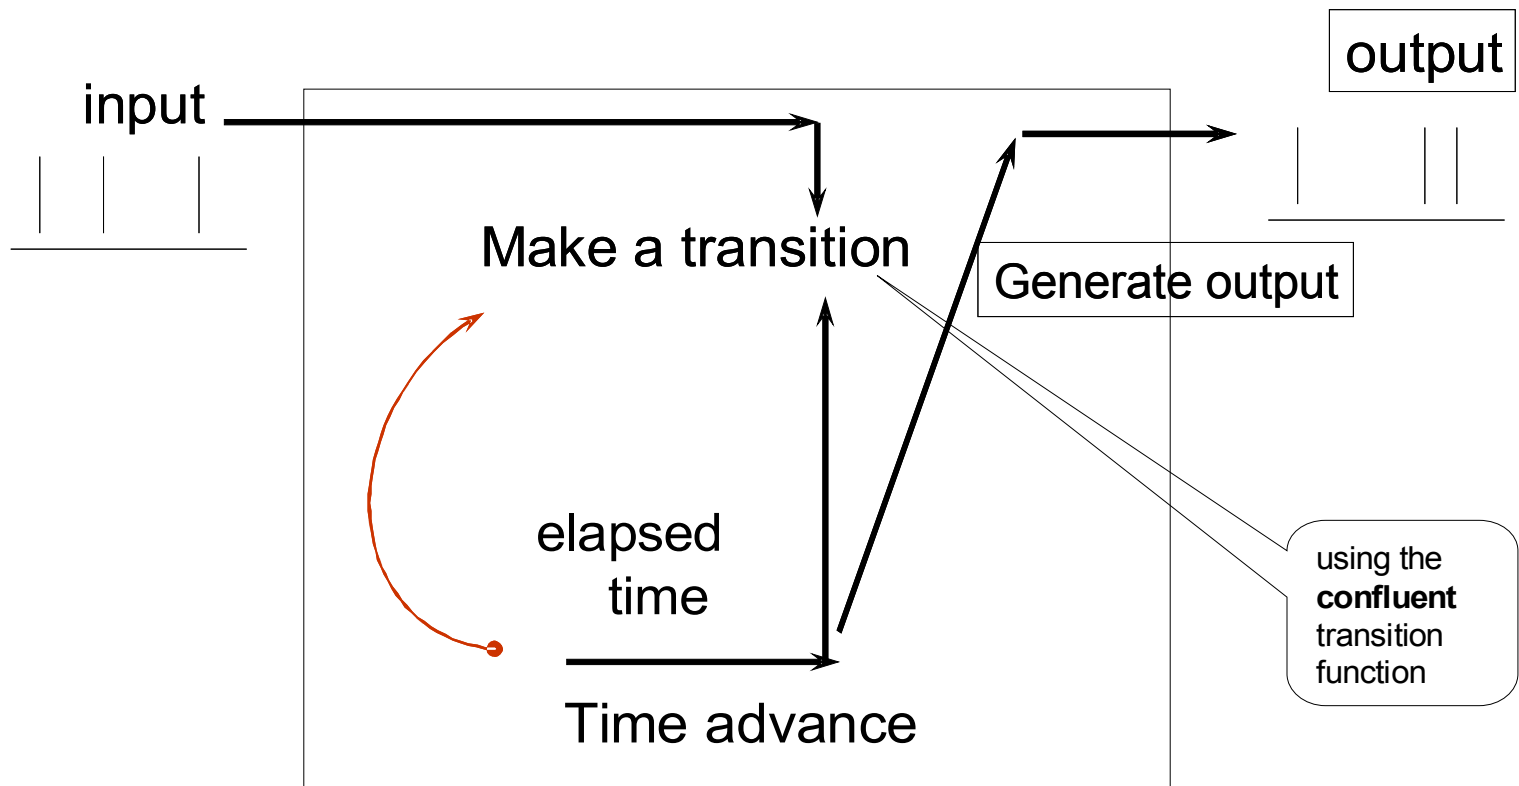 output
input
Make a transition
Generate output
elapsed
time
using the
confluent
transition
function
Time advance